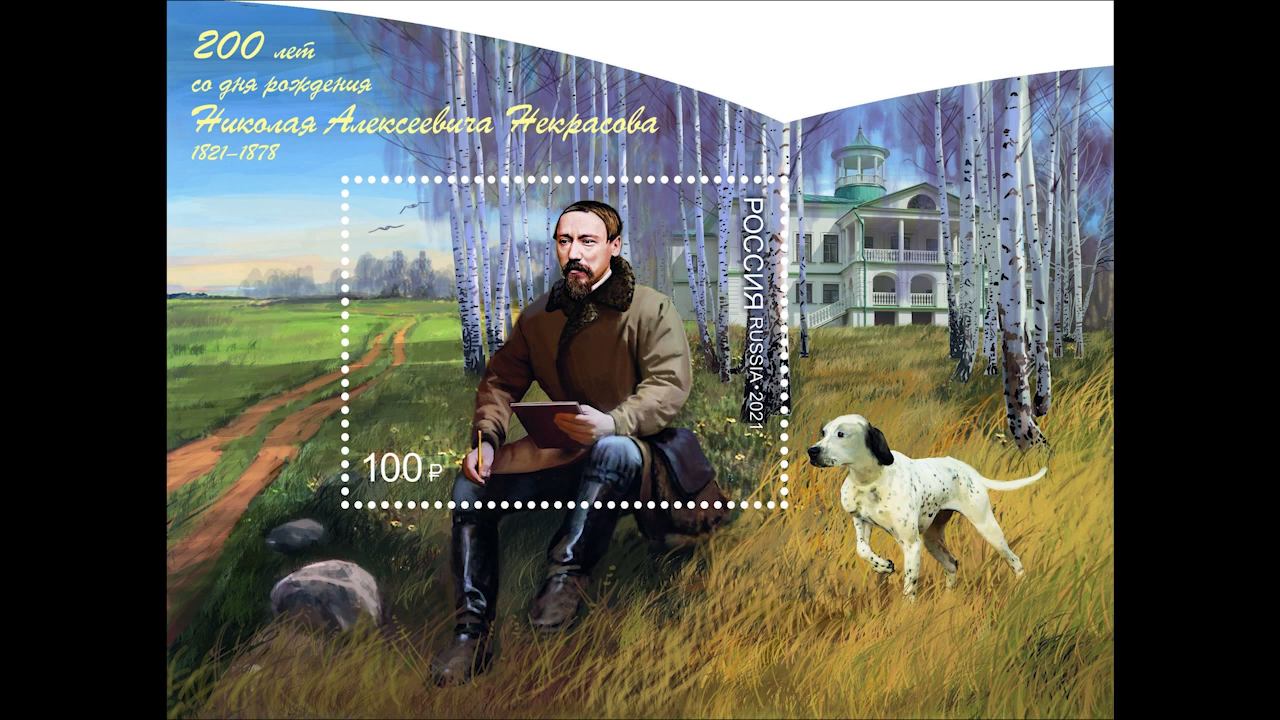 200 лет
со дня рождения
Николая Алексеевича Некрасова
1821–1878
РОССИЯ RUSSIA•2021
100 ₽